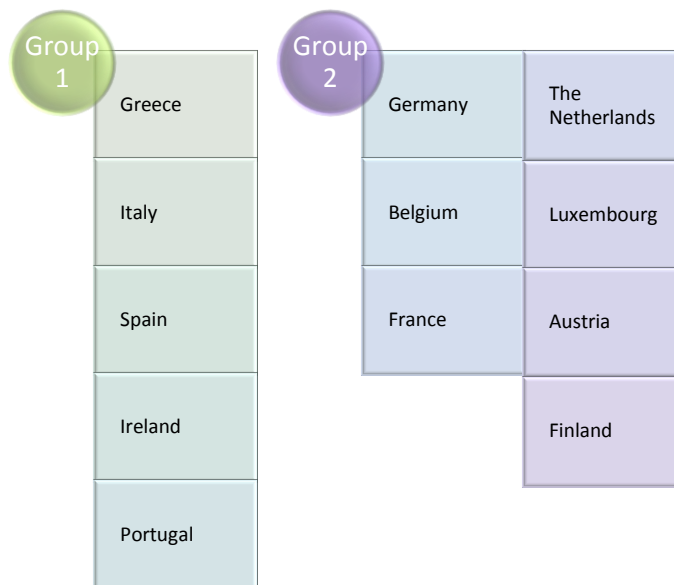 Group
1
Greece
Italy
Spain
Ireland
Portugal
Group
2
Germany
Belgium
France
The
Netherlands
Luxembourg
Austria
Finland